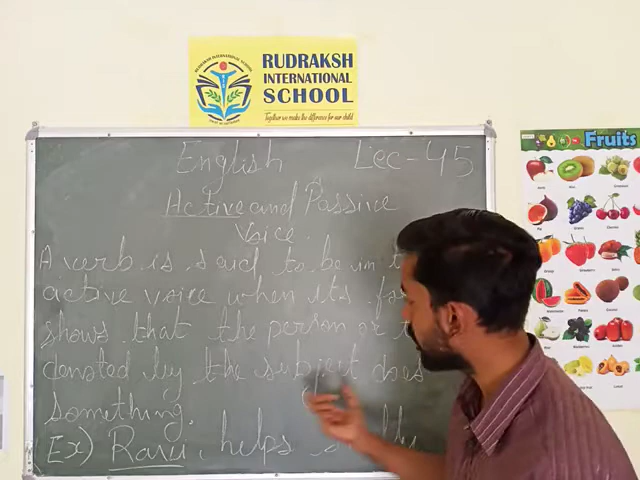 RUDRAKSH
INTERNATIONAL
SCHOOL
Together we make the difference for our child
English Lec-45
Active and Passive
Voice
A verb is said to be in
active voice when its
shows that the person or
denoted by the subject does
something.
Ex) Ravi, helps
Fruits